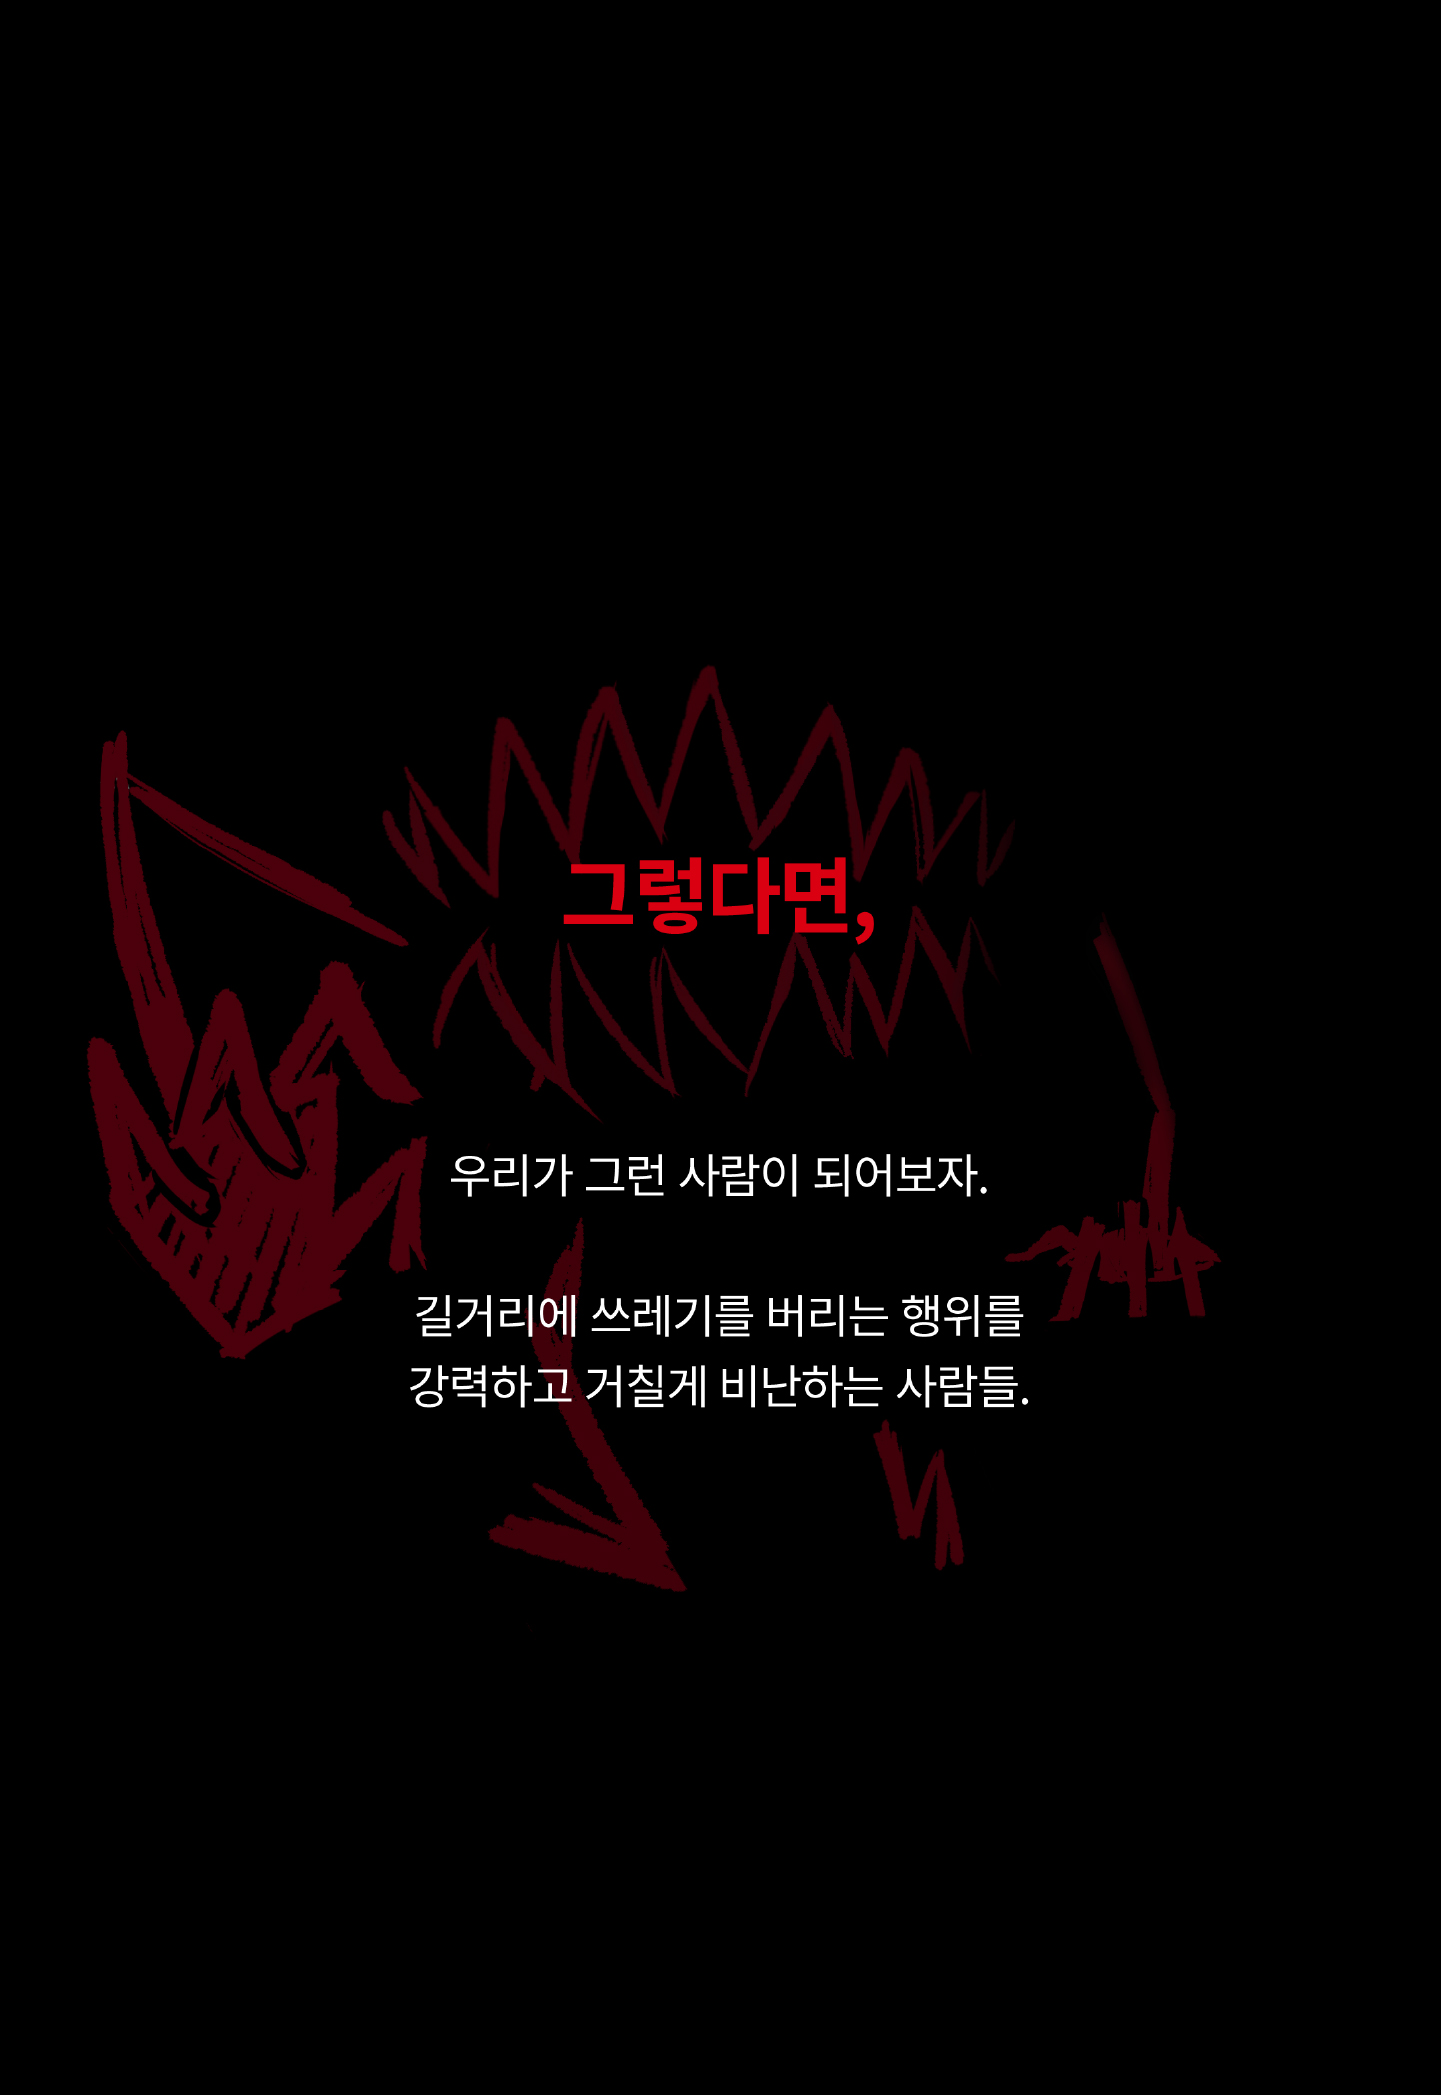 그렇다면,
우리가 그런 사람이 되어보자.
길거리에 쓰레기를 버리는 행위를
강력하고 거칠게 비난하는 사람들.